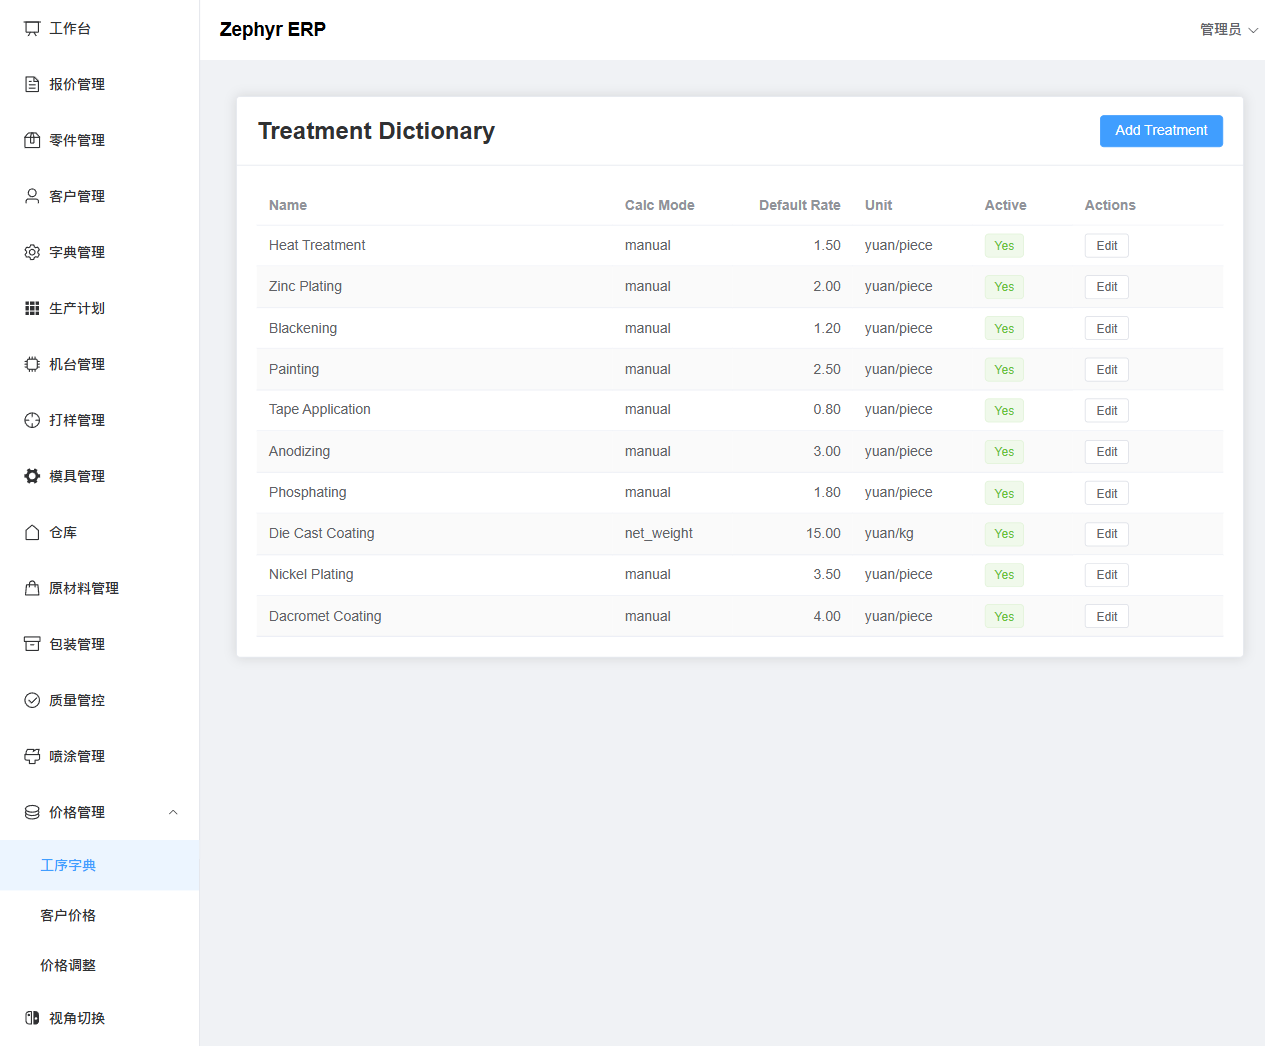 工作台
报价管理
零件管理
客户管理
字典管理
生产计划
机台管理
打样管理
模具管理
仓库
原材料管理
包装管理
质量管控
喷涂管理
价格管理
工序字典
客户价格
价格调整
视角切换
Zephyr ERP
管理员
Treatment Dictionary
Add Treatment
Name Calc Mode Default Rate Unit Active Actions
Heat Treatment manual 1.50 yuan/piece Yes Edit
Zinc Plating manual 2.00 yuan/piece Yes Edit
Blackening manual 1.20 yuan/piece Yes Edit
Painting manual 2.50 yuan/piece Yes Edit
Tape Application manual 0.80 yuan/piece Yes Edit
Anodizing manual 3.00 yuan/piece Yes Edit
Phosphating manual 1.80 yuan/piece Yes Edit
Die Cast Coating net_weight 15.00 yuan/kg Yes Edit
Nickel Plating manual 3.50 yuan/piece Yes Edit
Dacromet Coating manual 4.00 yuan/piece Yes Edit